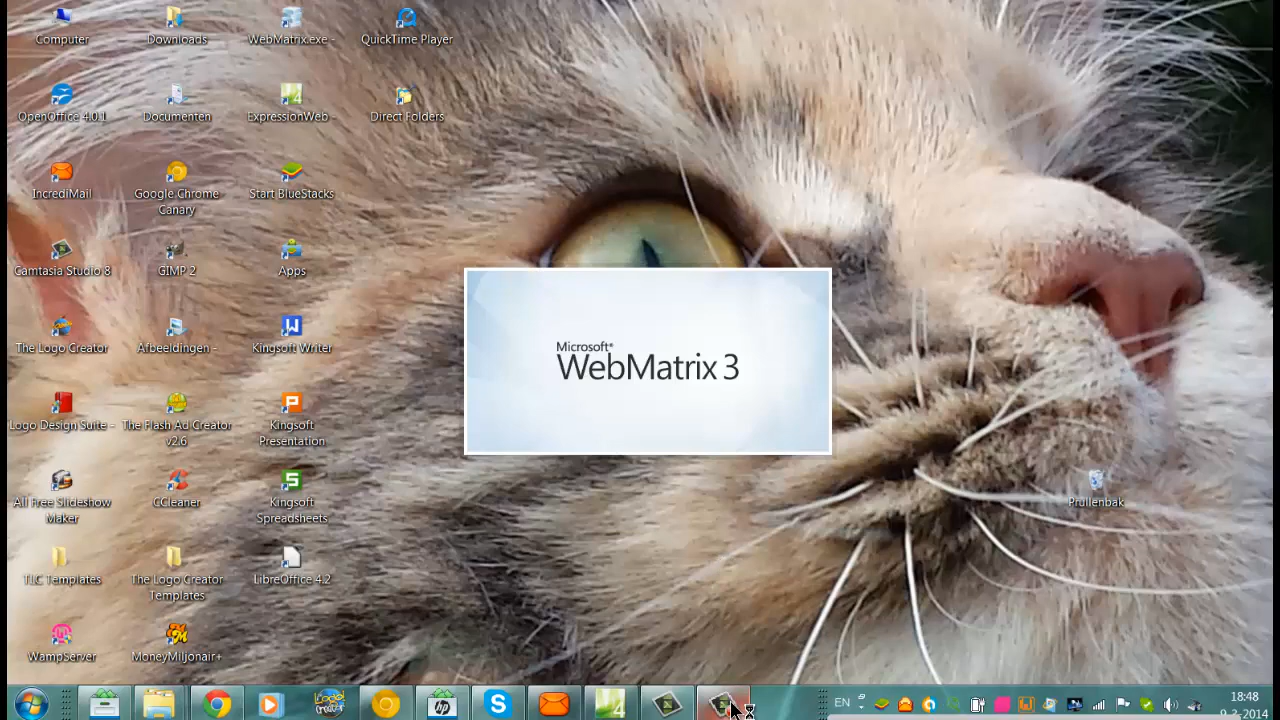 Computer
Downloads
WebMatrix.exe -
QuickTime Player
OpenOffice 4.0.1
Documenten
ExpressionWeb
Direct Folders
IncrediMail
Google Chrome
Canary
Start BlueStacks
Camtasia Studio 8
GIMP 2
Apps
The Logo Creator
Afbeeldingen -
Kingsoft Writer
Logo Design Suite -
The Flash Ad Creator
v2.6
Kingsoft
Presentation
All Free Slideshow
Maker
CCleaner
Kingsoft
Spreadsheets
TLC Templates
The Logo Creator
Templates
LibreOffice 4.2
WampServer
MoneyMiljonair+
Microsoft®
WebMatrix 3
Prullenbak
EN
18:48
9-3-2014